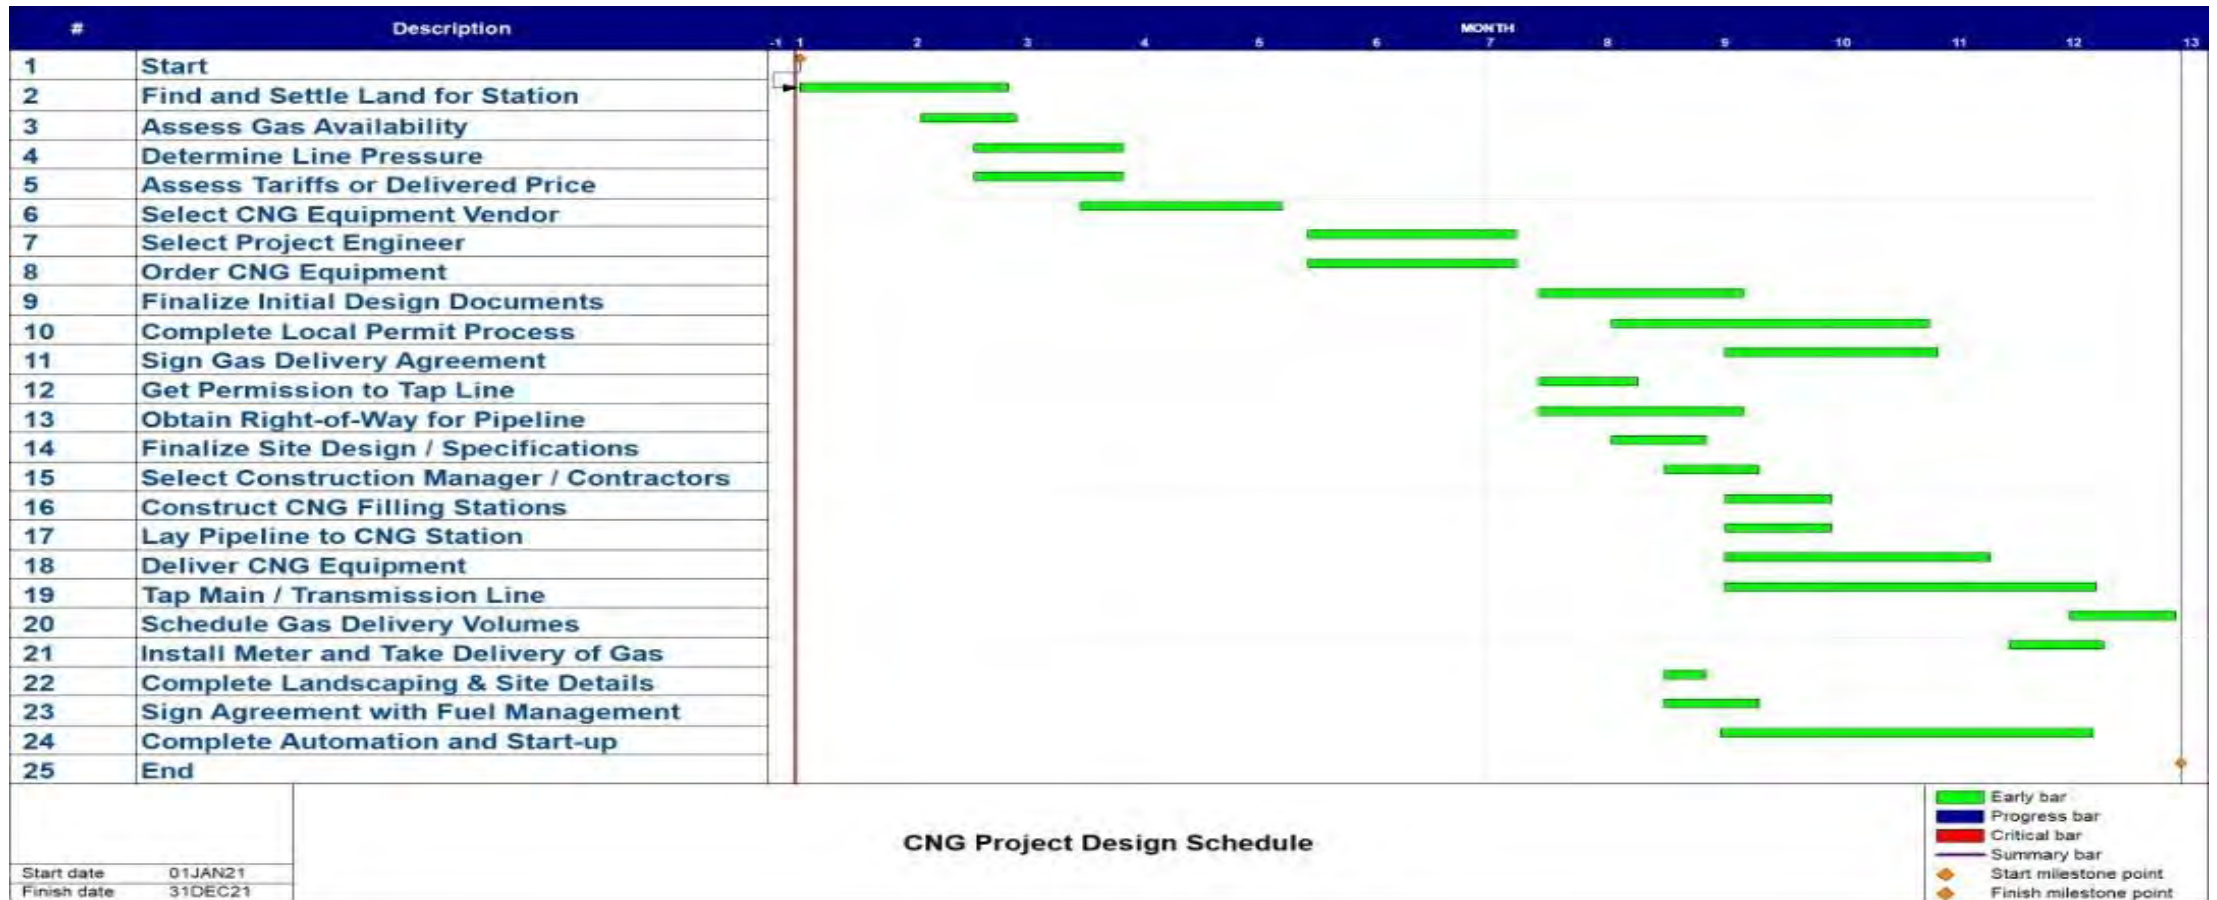 # Description MONTH
-1 1 2 3 4 5 6 7 8 9 10 11 12 13
1 Start
2 Find and Settle Land for Station
3 Assess Gas Availability
4 Determine Line Pressure
5 Assess Tariffs or Delivered Price
6 Select CNG Equipment Vendor
7 Select Project Engineer
8 Order CNG Equipment
9 Finalize Initial Design Documents
10 Complete Local Permit Process
11 Sign Gas Delivery Agreement
12 Get Permission to Tap Line
13 Obtain Right-of-Way for Pipeline
14 Finalize Site Design / Specifications
15 Select Construction Manager / Contractors
16 Construct CNG Filling Stations
17 Lay Pipeline to CNG Station
18 Deliver CNG Equipment
19 Tap Main / Transmission Line
20 Schedule Gas Delivery Volumes
21 Install Meter and Take Delivery of Gas
22 Complete Landscaping & Site Details
23 Sign Agreement with Fuel Management
24 Complete Automation and Start-up
25 End
Start date 01JAN21
Finish date 31DEC21
CNG Project Design Schedule
Early bar
Progress bar
Critical bar
Summary bar
Start milestone point
Finish milestone point